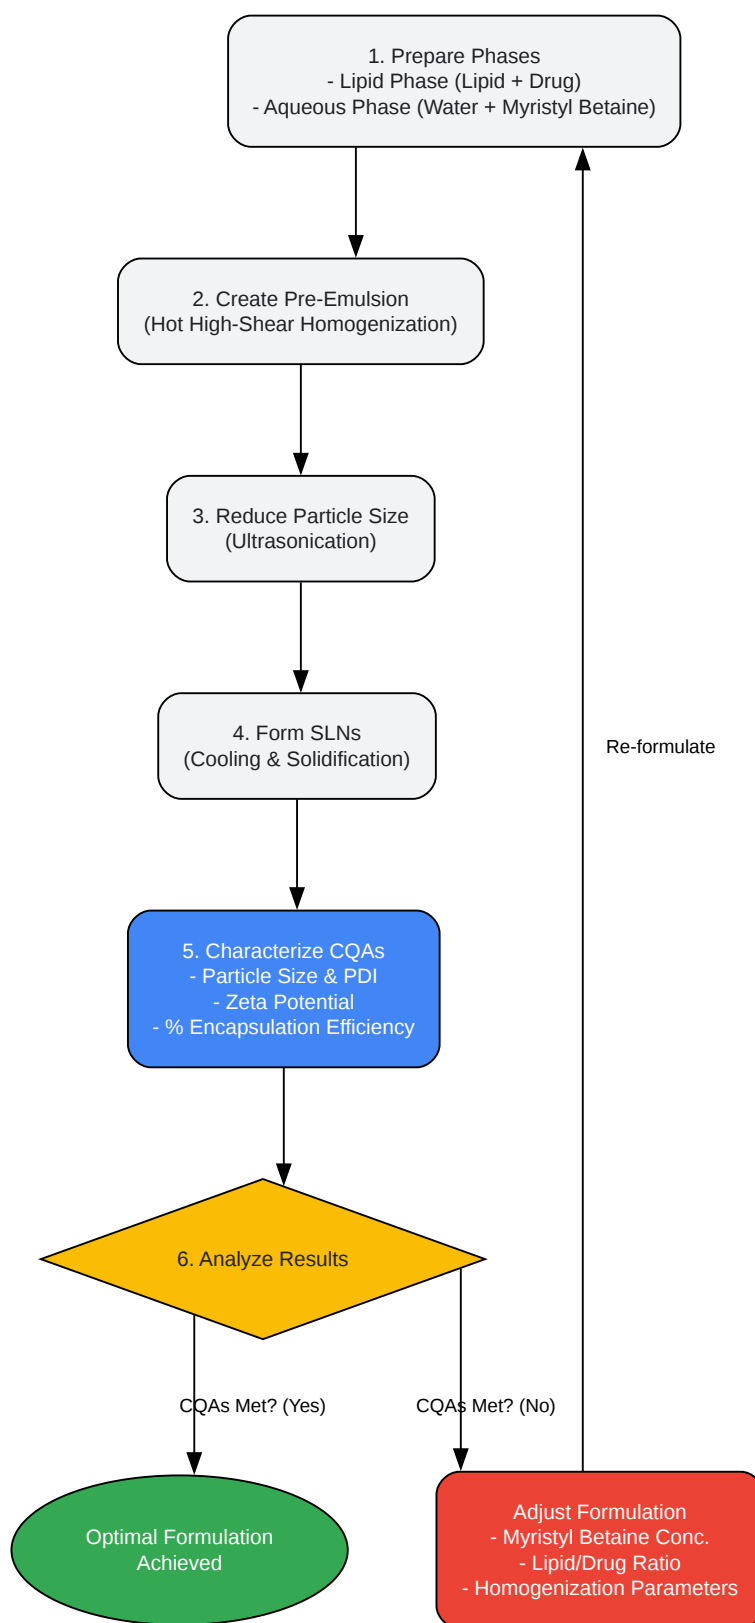 1. Prepare Phases
- Lipid Phase (Lipid + Drug)
- Aqueous Phase (Water + Myristyl Betaine)
2. Create Pre-Emulsion
(Hot High-Shear Homogenization)
3. Reduce Particle Size
(Ultrasonication)
4. Form SLNs
(Cooling & Solidification)
Re-formulate
5. Characterize CQAs
- Particle Size & PDI
- Zeta Potential
- % Encapsulation Efficiency
6. Analyze Results
CQAs Met? (Yes)
CQAs Met? (No)
Optimal Formulation
Achieved
Adjust Formulation
- Myristyl Betaine Conc.
- Lipid/Drug Ratio
- Homogenization Parameters